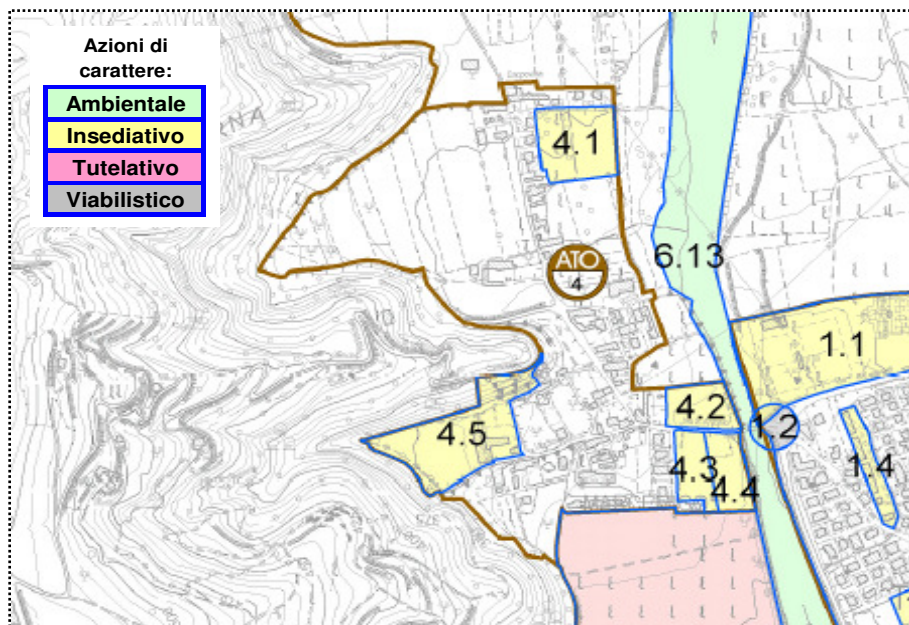 Azioni di
carattere:
Ambientale
Insediativo
Tutelativo
Viabilistico
4.1
ATO
4
6.13
1.1
4.2
1.2
4.5
4.3
4.4
1.4